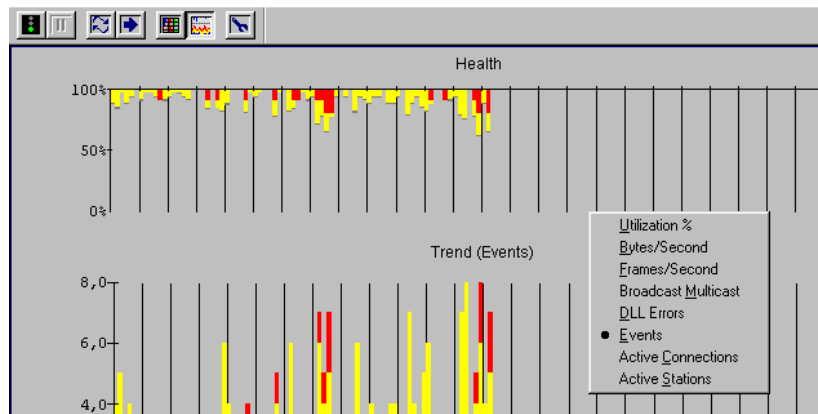 Health
100%
50%
0%
Trend (Events)
8,0
6,0
4,0
Utilization %
Bytes/Second
Frames/Second
Broadcast Multicast
DLL Errors
Events
Active Connections
Active Stations